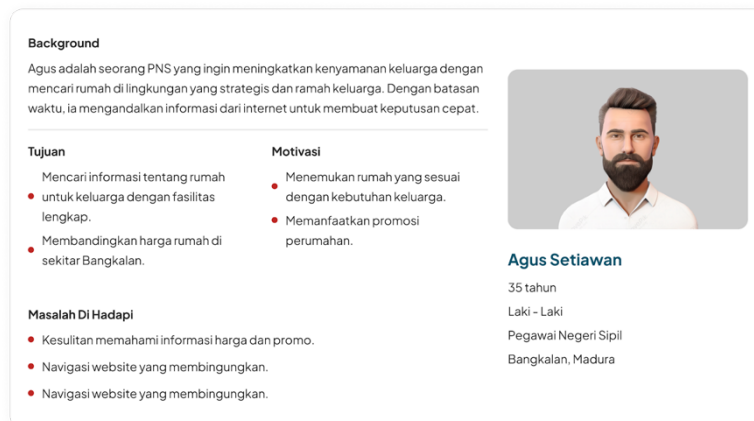 Background
Agus adalah seorang PNS yang ingin meningkatkan kenyamanan keluarga dengan
mencari rumah di lingkungan yang strategis dan ramah keluarga. Dengan batasan
waktu, ia mengandalkan informasi dari internet untuk membuat keputusan cepat.
Tujuan
Mencari informasi tentang rumah
untuk keluarga dengan fasilitas
lengkap.
Membandingkan harga rumah di
sekitar Bangkalan.
Motivasi
Menemukan rumah yang sesuai
dengan kebutuhan keluarga.
Memanfaatkan promosi
perumahan.
Masalah Di Hadapi
Kesulitan memahami informasi harga dan promo.
Navigasi website yang membingungkan.
Navigasi website yang membingungkan.
Agus Setiawan
35 tahun
Laki - Laki
Pegawai Negeri Sipil
Bangkalan, Madura